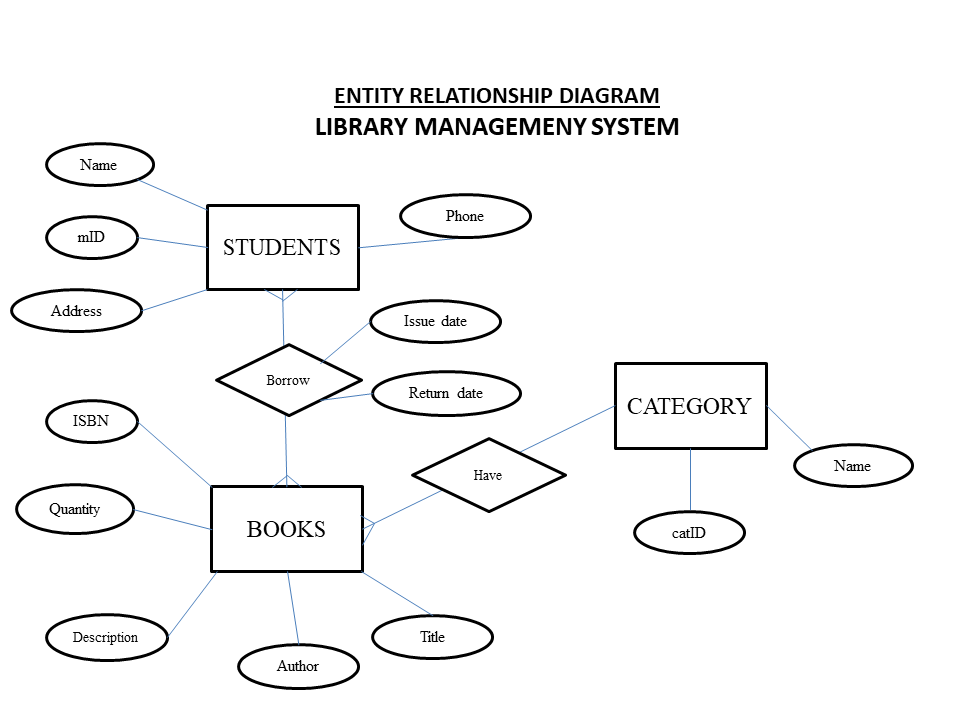 ENTITY RELATIONSHIP DIAGRAM
LIBRARY MANAGEMENY SYSTEM
Name
mID
Address
STUDENTS
Phone
Issue date
Borrow
Return date
ISBN
Quantity
BOOKS
Description
Author
Title
Have
CATEGORY
Name
catID